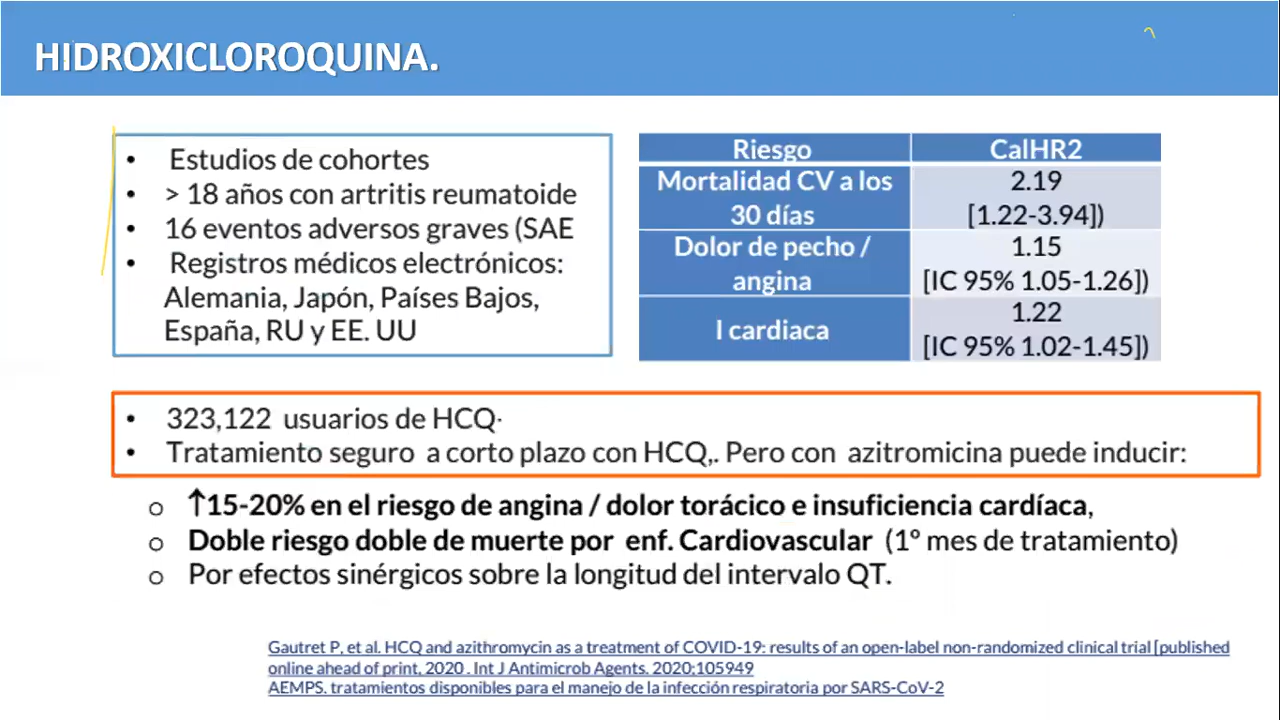 HIDROXICLOROQUINA.
• Estudios de cohortes
• > 18 años con artritis reumatoide
• 16 eventos adversos graves (SAE
• Registros médicos electrónicos:
Alemania, Japón, Países Bajos,
España, RU y EE. UU
Riesgo CalHR2
Mortalidad CV a los
30 días
2.19
[1.22-3.94])
Dolor de pecho /
angina
1.15
[IC 95% 1.05-1.26])
I cardiaca
1.22
[IC 95% 1.02-1.45])
• 323,122 usuarios de HCQ·
• Tratamiento seguro a corto plazo con HCQ,. Pero con azitromicina puede inducir:
o ↑15-20% en el riesgo de angina / dolor torácico e insuficiencia cardíaca,
o Doble riesgo doble de muerte por enf. Cardiovascular (1º mes de tratamiento)
o Por efectos sinérgicos sobre la longitud del intervalo QT.
Gautret P, et al. HCQ and azithromycin as a treatment of COVID-19: results of an open-label non-randomized clinical trial [published
online ahead of print, 2020 . Int J Antimicrob Agents. 2020;105949
AEMPS. tratamientos disponibles para el manejo de la infección respiratoria por SARS-CoV-2